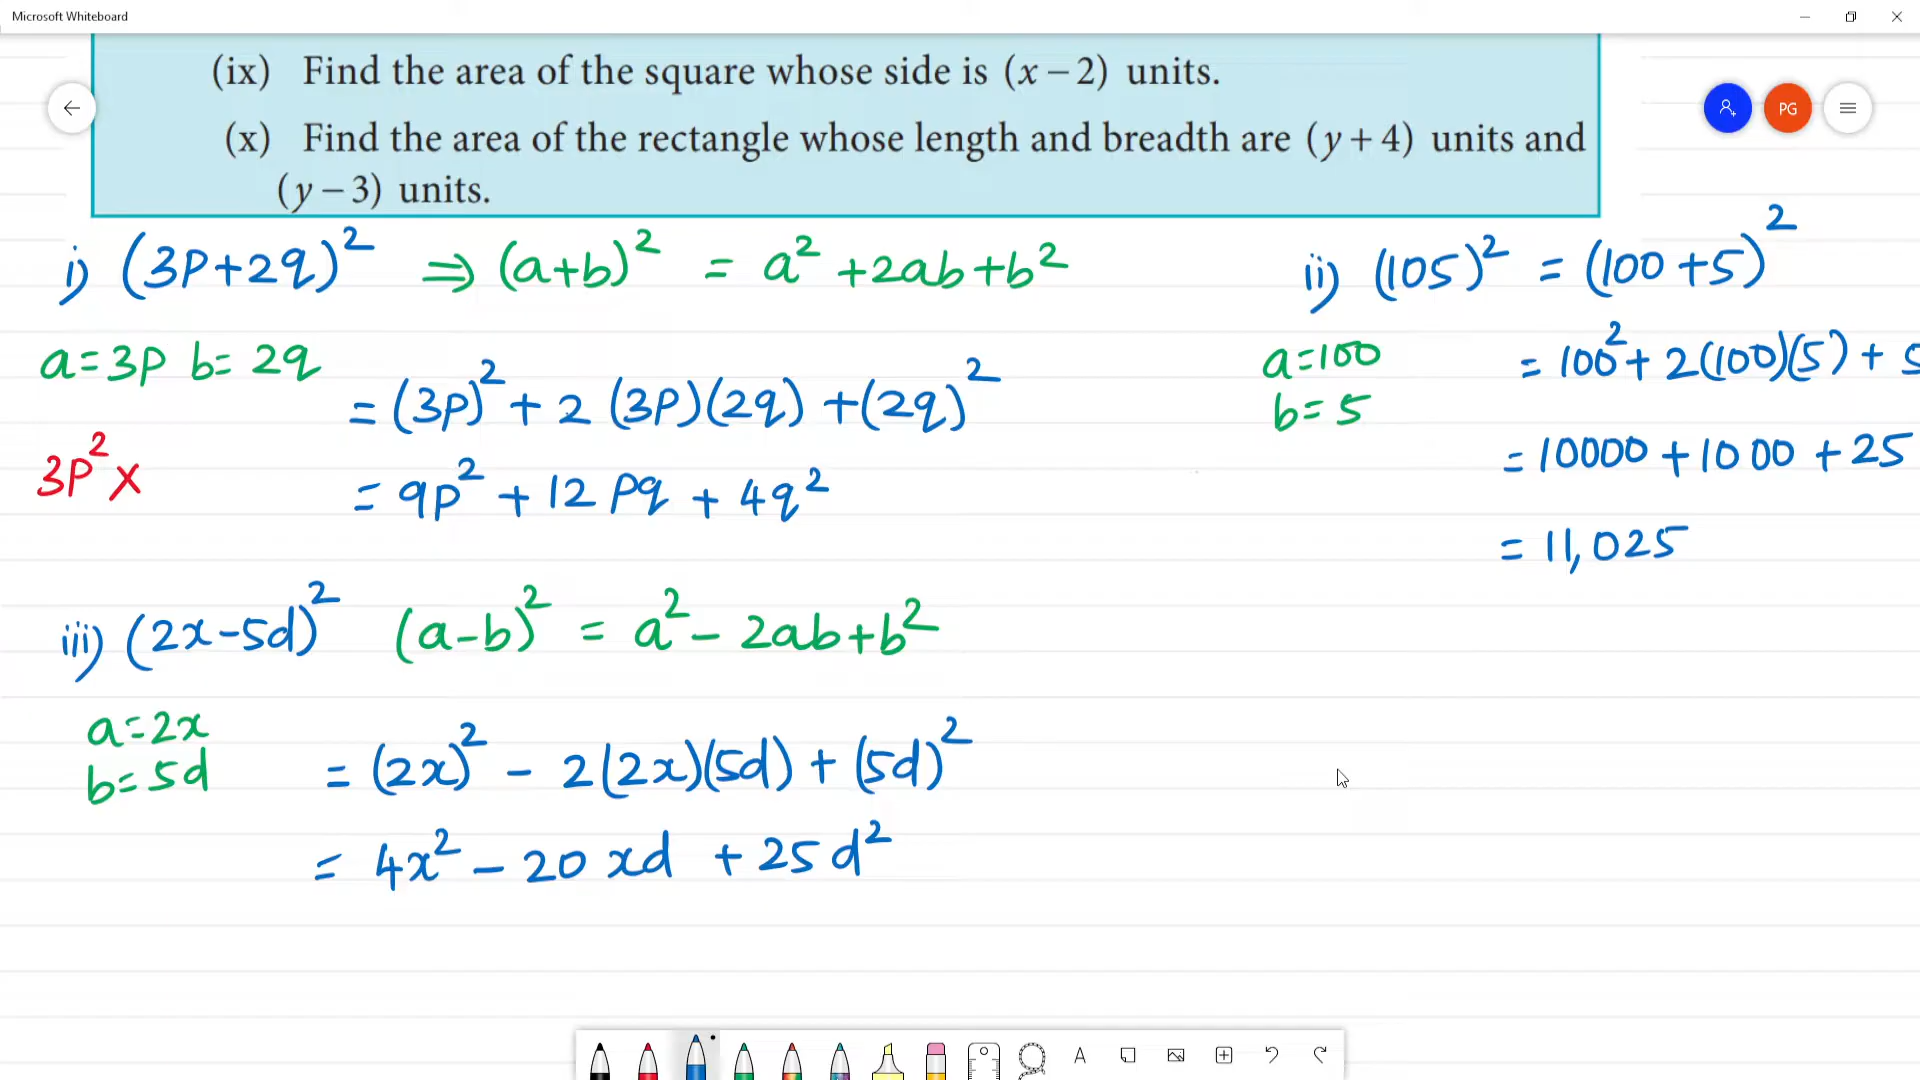 Microsoft Whiteboard
(ix) Find the area of the square whose side is (x − 2) units.
(x) Find the area of the rectangle whose length and breadth are (y + 4) units and
(y − 3) units.
PG
i) (3p+2q)² ⇒ (a+b)² = a² +2ab+b²
a=3p b=2q
= (3p)² + 2 (3p)(2q) +(2q)²
3p² X
= 9p² + 12 pq + 4q²
ii) (105)² = (100 +5)²
a=100
b=5
= 100² + 2(100)(5) + 5
= 10000 + 1000 + 25
= 11,025
iii) (2x-5d)² (a-b)² = a² - 2ab+b²
a=2x
b=5d
= (2x)² - 2(2x)(5d) + (5d)²
= 4x² - 20 xd + 25 d²
A